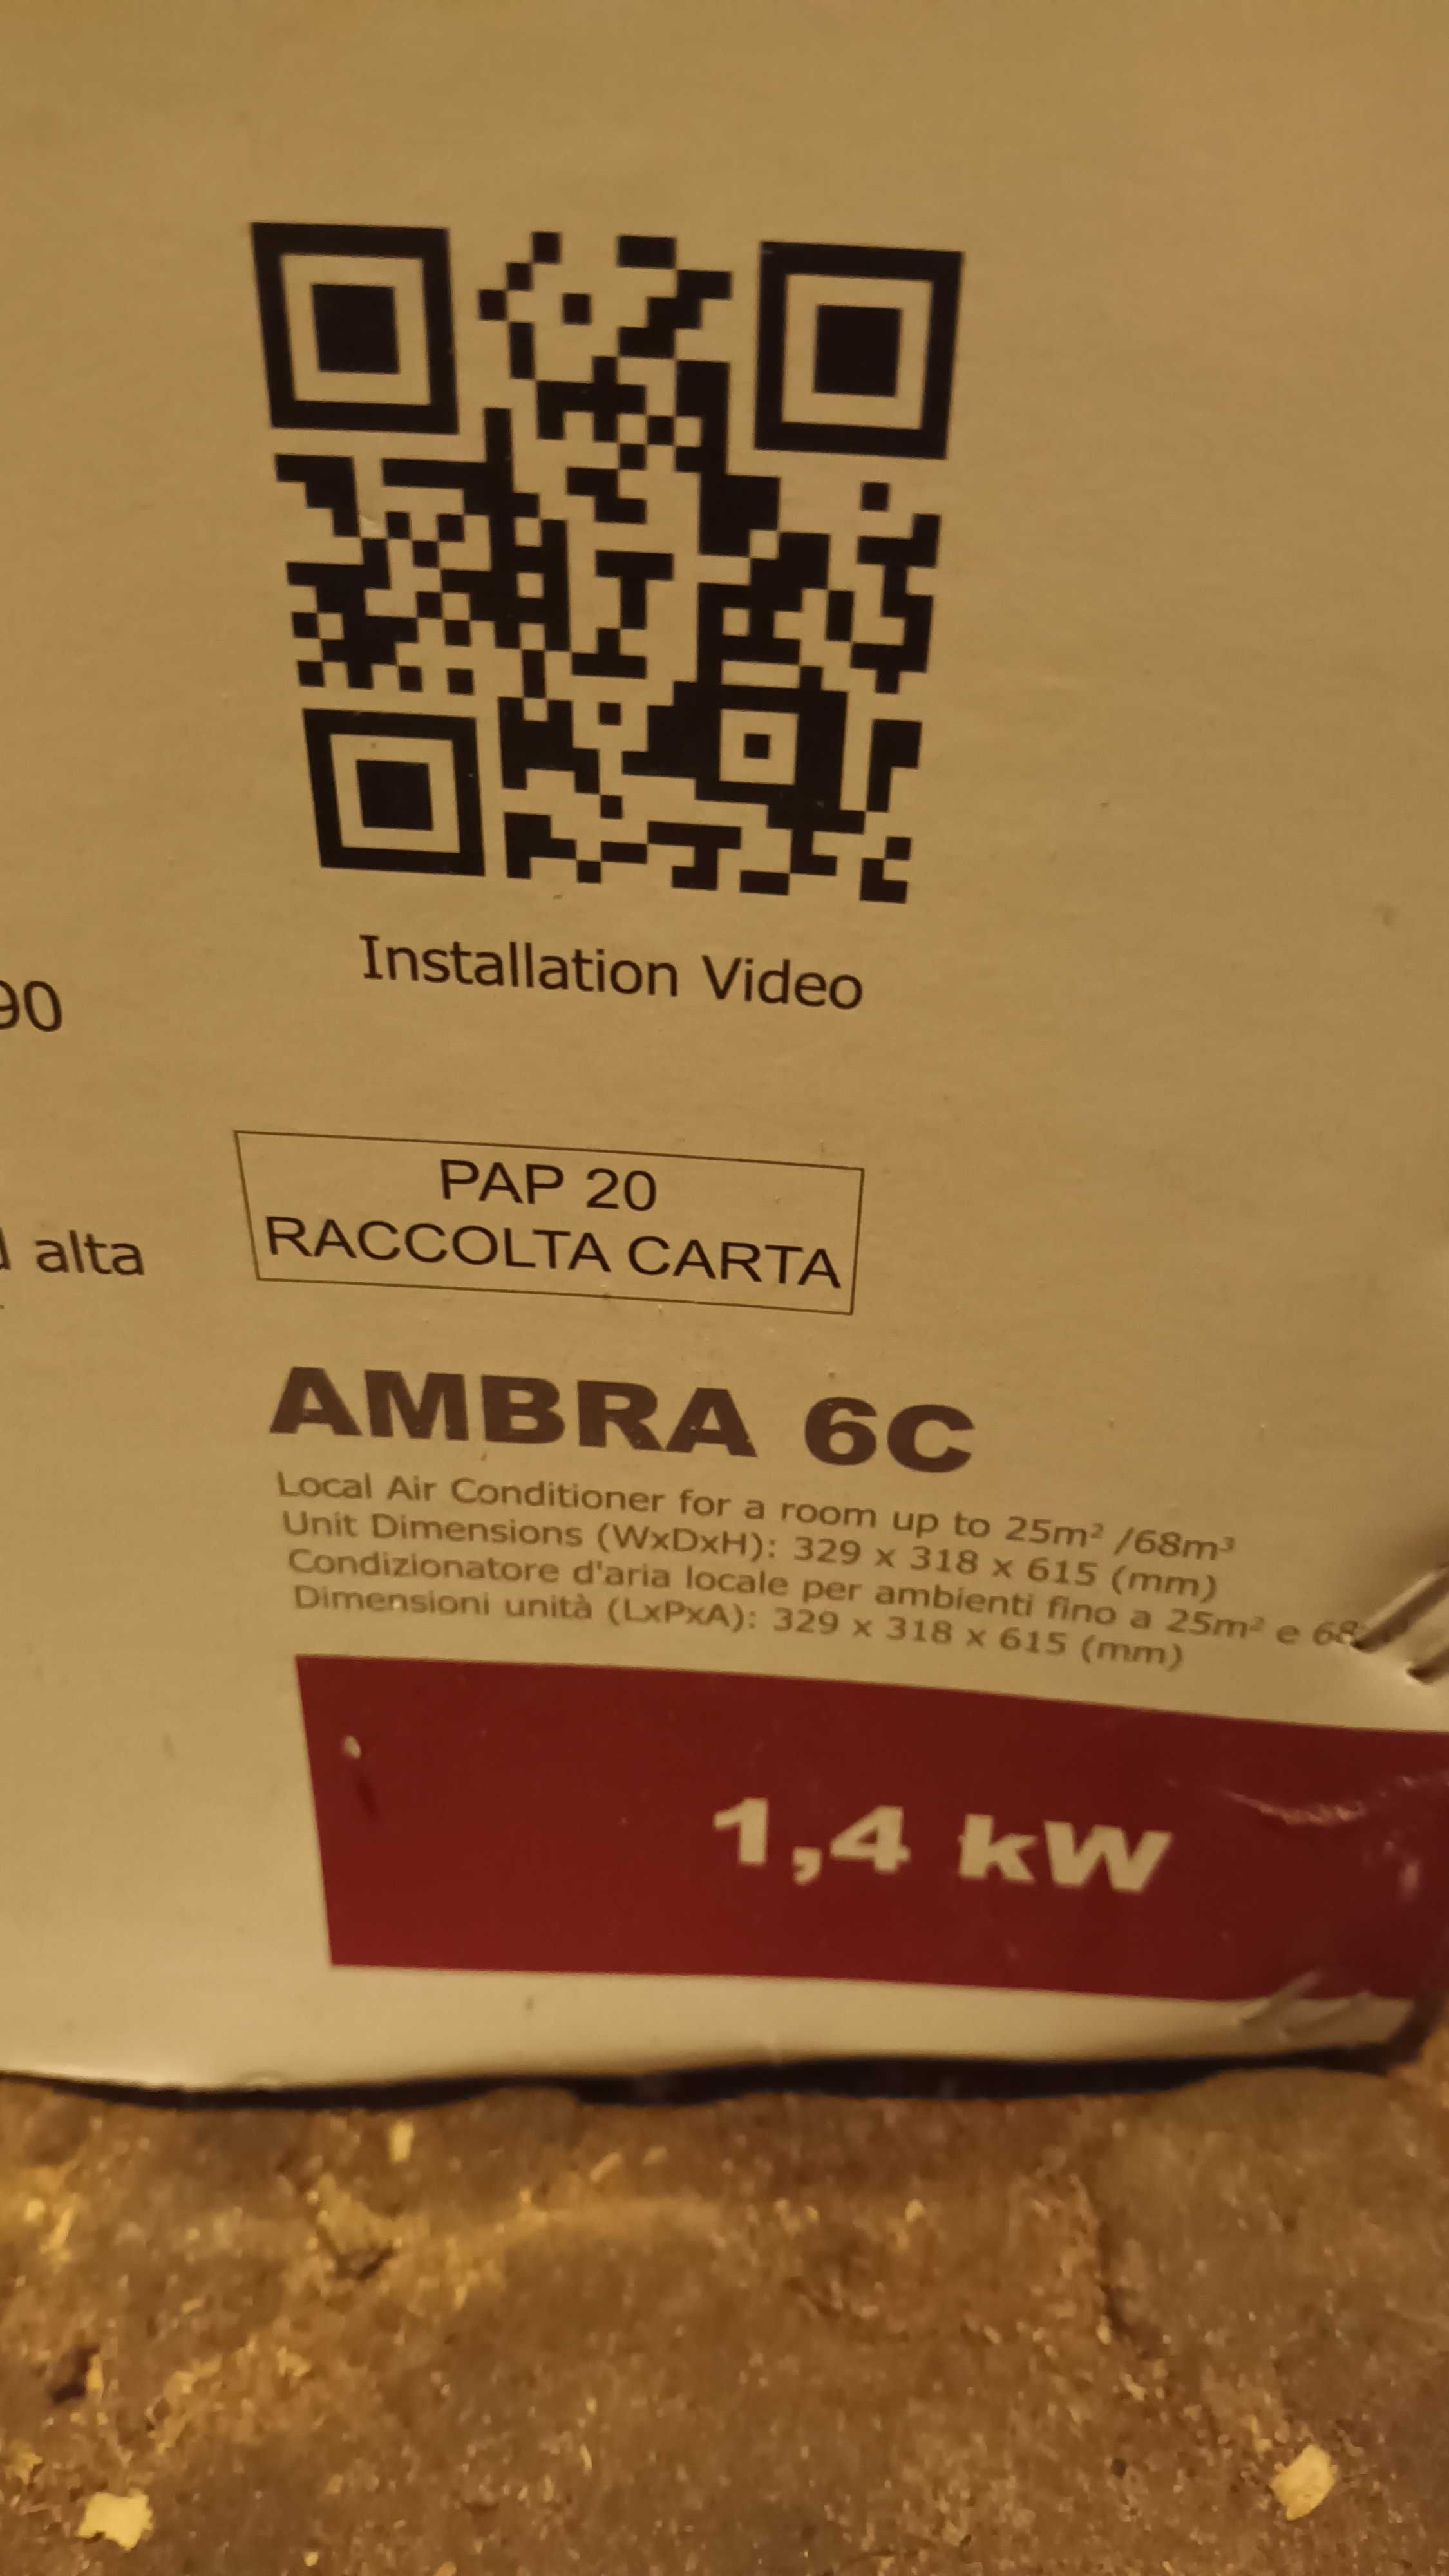 Installation Video
90
PAP 20
RACCOLTA CARTA
alta
AMBRA 6C
Local Air Conditioner for a room up to 25m² /68m³
Unit Dimensions (WxDxH): 329 x 318 x 615 (mm)
Condizionatore d'aria locale per ambienti fino a 25m² e 68
Dimensioni unità (LxPxA): 329 x 318 x 615 (mm)
1,4 kW